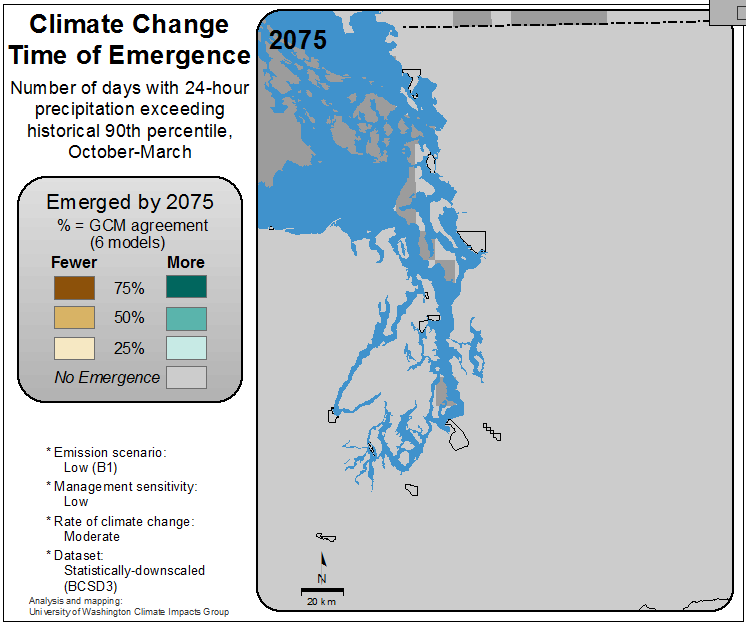 Climate Change
Time of Emergence
Number of days with 24-hour
precipitation exceeding
historical 90th percentile,
October-March
Emerged by 2075
% = GCM agreement
(6 models)
Fewer More
75%
50%
25%
No Emergence
* Emission scenario:
Low (B1)
* Management sensitivity:
Low
* Rate of climate change:
Moderate
* Dataset:
Statistically-downscaled
(BCSD3)
Analysis and mapping:
University of Washington Climate Impacts Group
2075
N
20 km